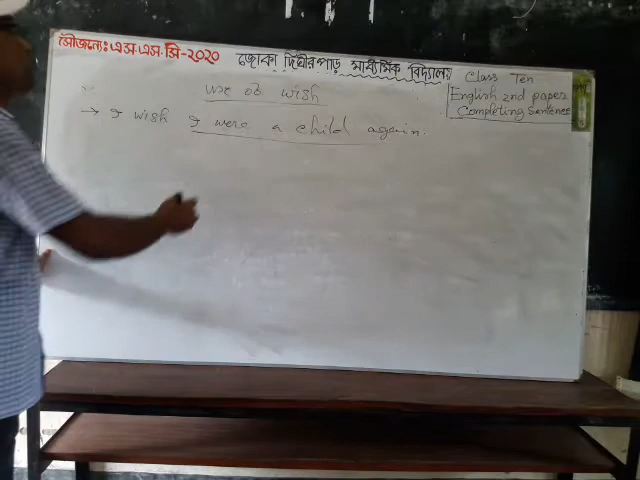 সৌজন্যেঃ এস.এস.সি-২০২০
জোকা দিঘীরপাড় মাধ্যমিক বিদ্যালয়
Class Ten
English 2nd paper
Completing Sentence
use of wish
→ I wish I were a child again.